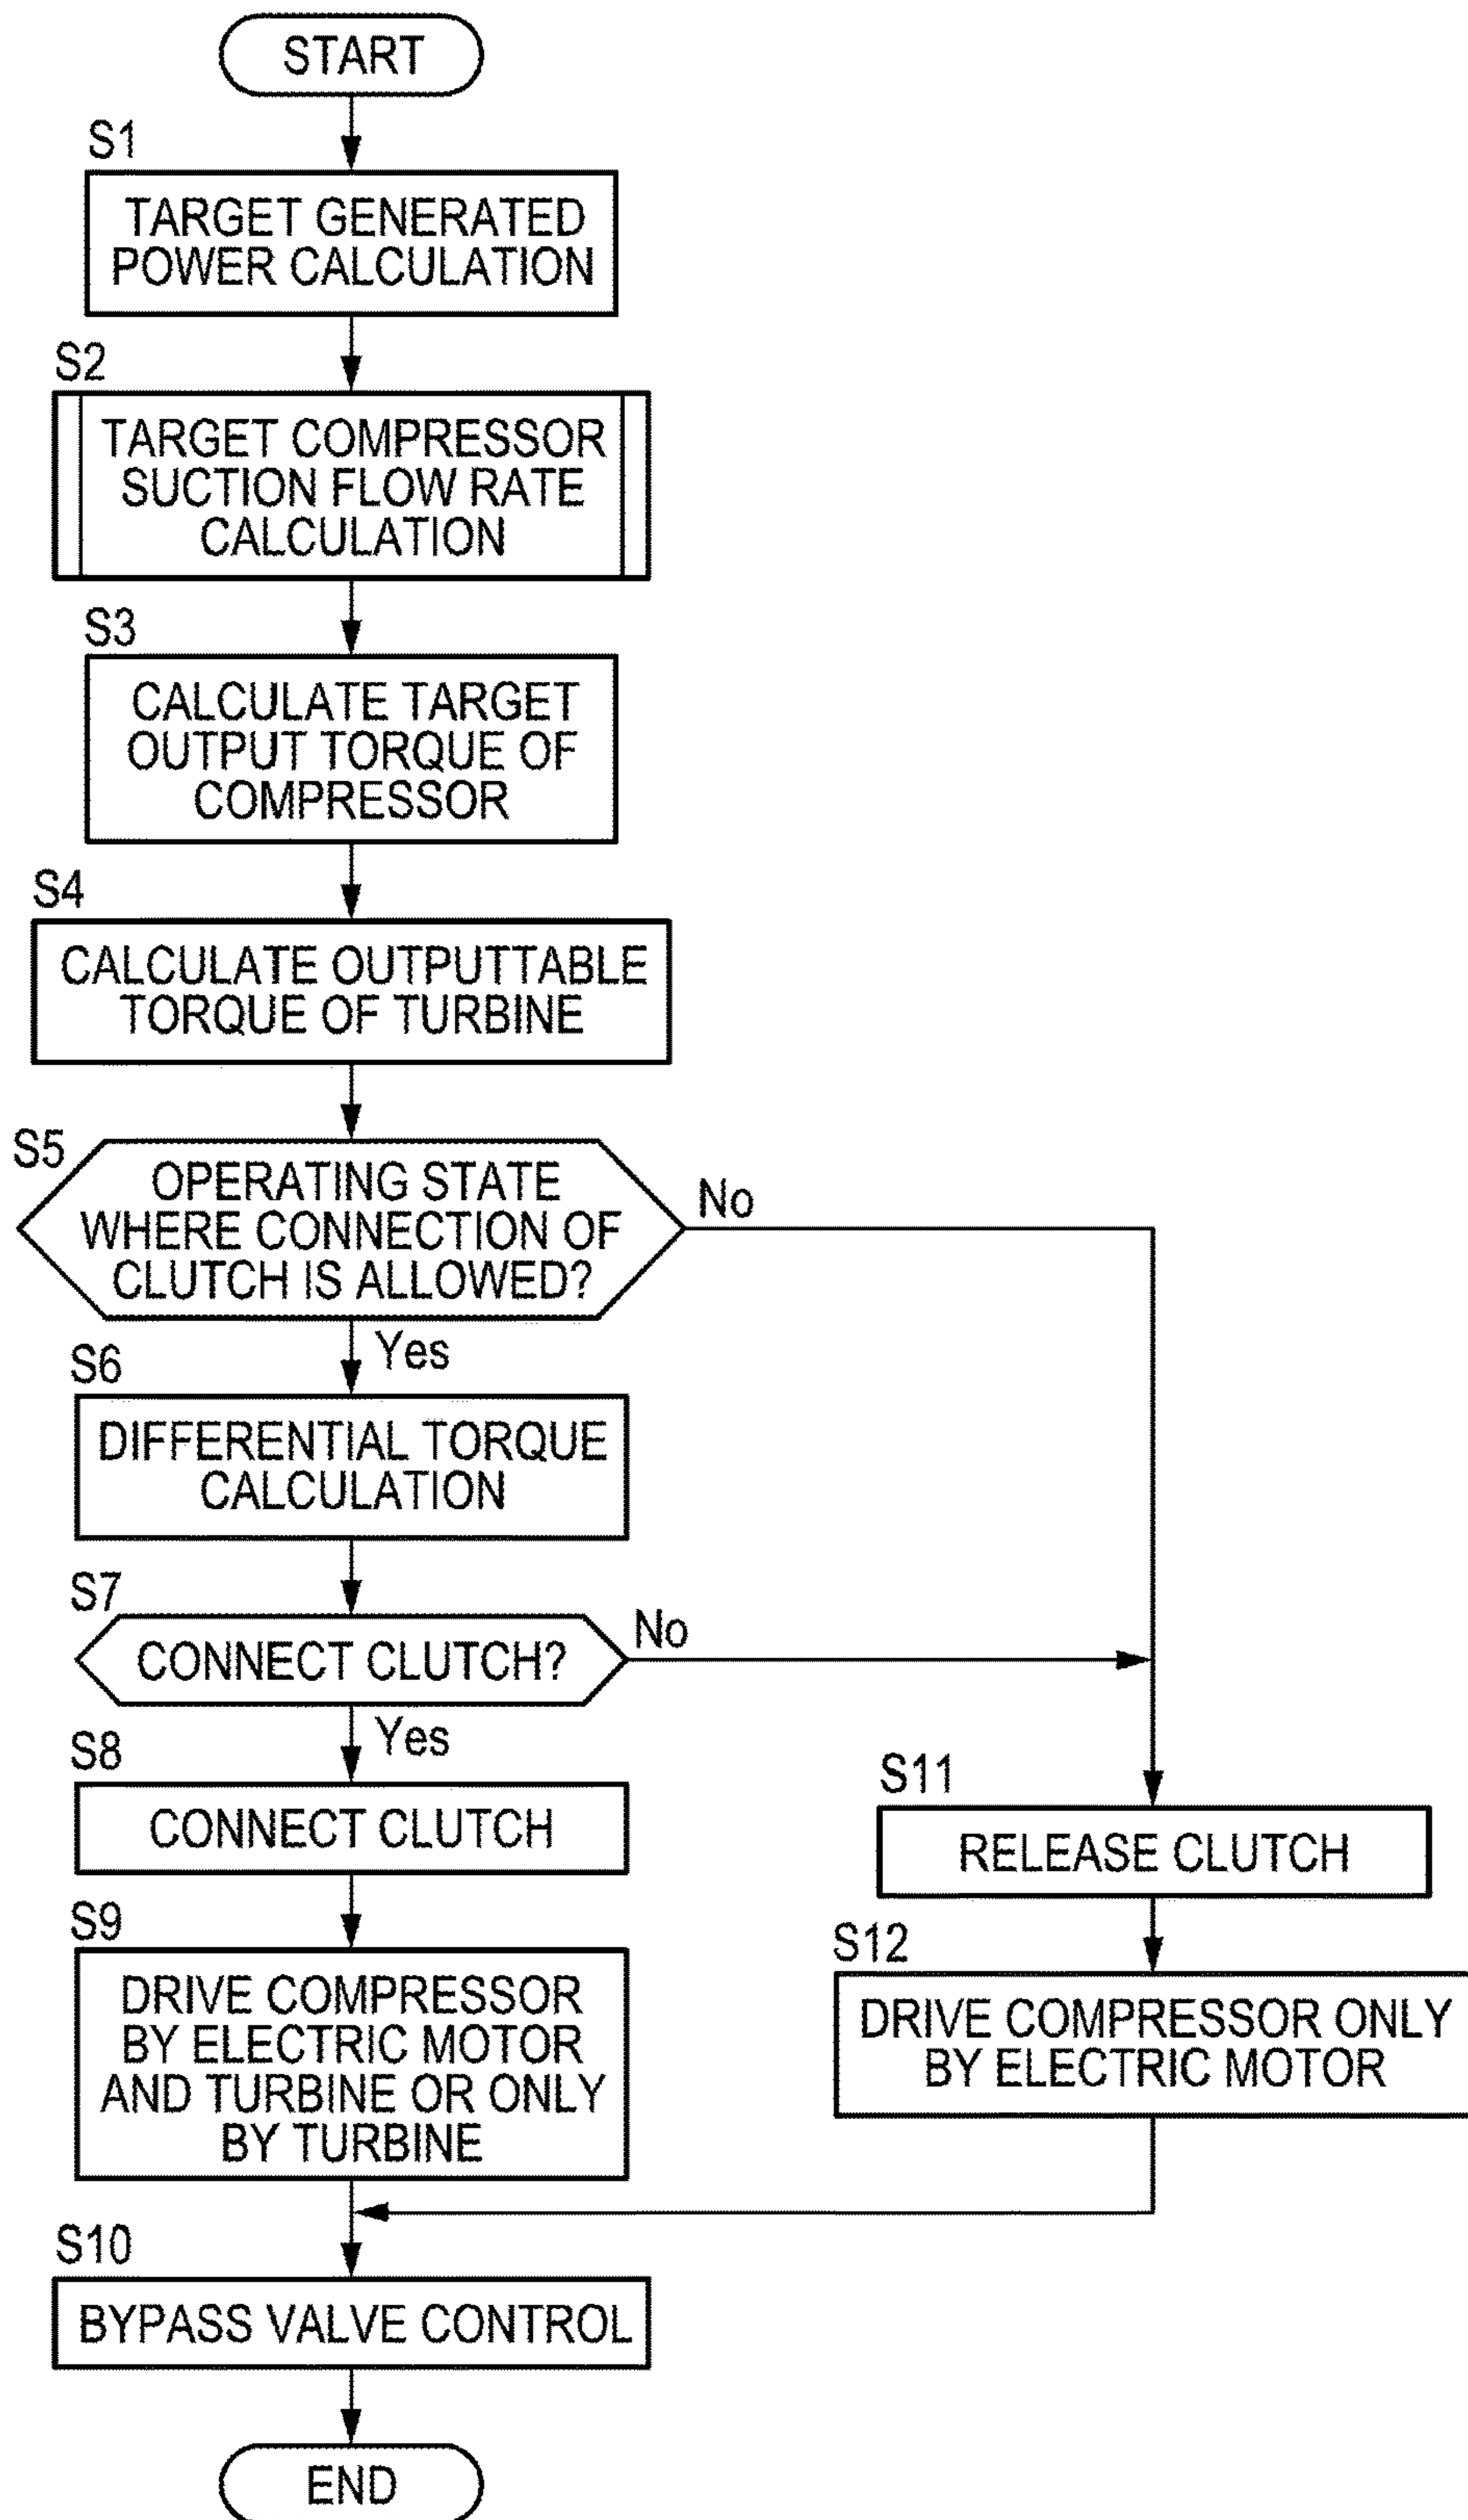 START
S1
TARGET GENERATED
POWER CALCULATION
S2
TARGET COMPRESSOR
SUCTION FLOW RATE
CALCULATION
S3
CALCULATE TARGET
OUTPUT TORQUE OF
COMPRESSOR
S4
CALCULATE OUTPUTTABLE
TORQUE OF TURBINE
S5
OPERATING STATE
WHERE CONNECTION OF
CLUTCH IS ALLOWED?
No
Yes
S6
DIFFERENTIAL TORQUE
CALCULATION
S7
CONNECT CLUTCH?
No
Yes
S8
CONNECT CLUTCH
S9
DRIVE COMPRESSOR
BY ELECTRIC MOTOR
AND TURBINE OR ONLY
BY TURBINE
S11
RELEASE CLUTCH
S12
DRIVE COMPRESSOR ONLY
BY ELECTRIC MOTOR
S10
BYPASS VALVE CONTROL
END